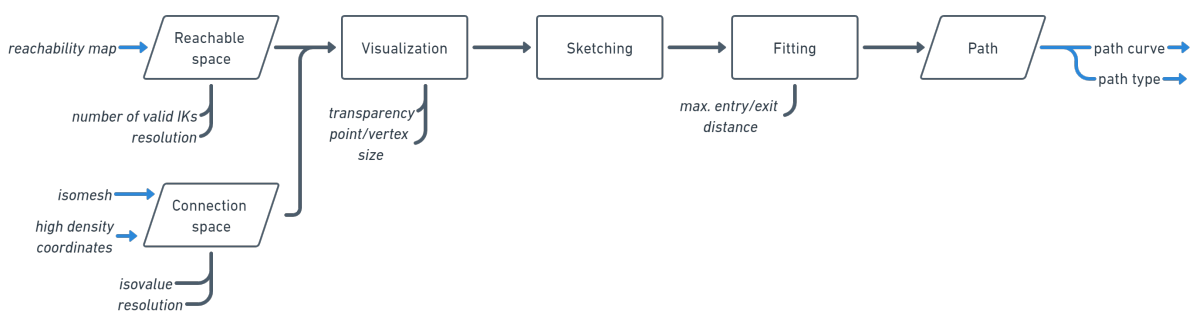 reachability map
Reachable
space
number of valid IKs
resolution
Visualization
transparency
point/vertex
size
Sketching
Fitting
max. entry/exit
distance
Path
path curve
path type
isomesh
high density
coordinates
Connection
space
isovalue
resolution